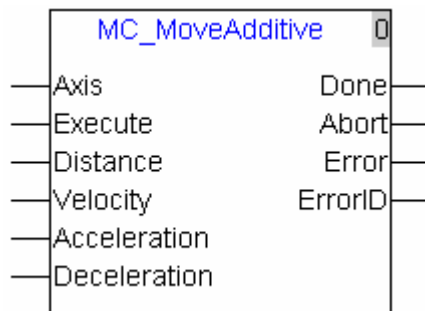 MC_MoveAdditive 0
Axis Done
Execute Abort
Distance Error
Velocity ErrorID
Acceleration
Deceleration